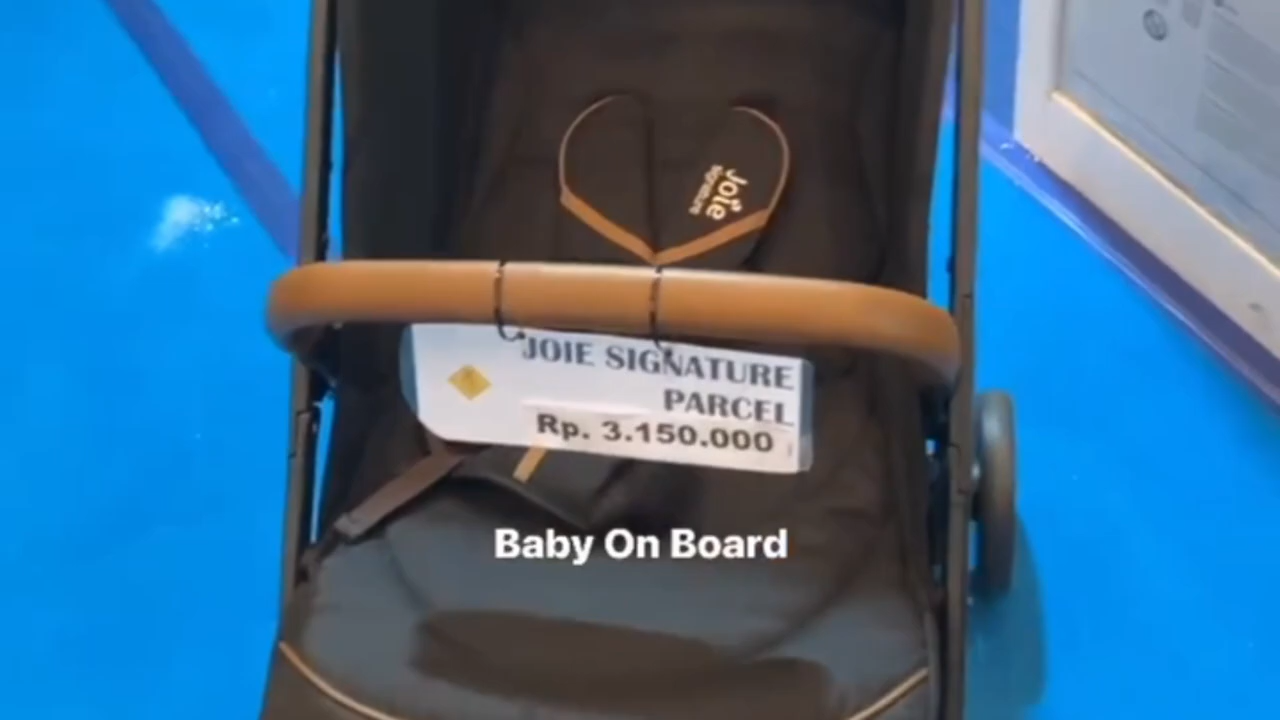 Joie
signature
JOIE SIGNATURE
PARCEL
Rp. 3.150.000
Baby On Board